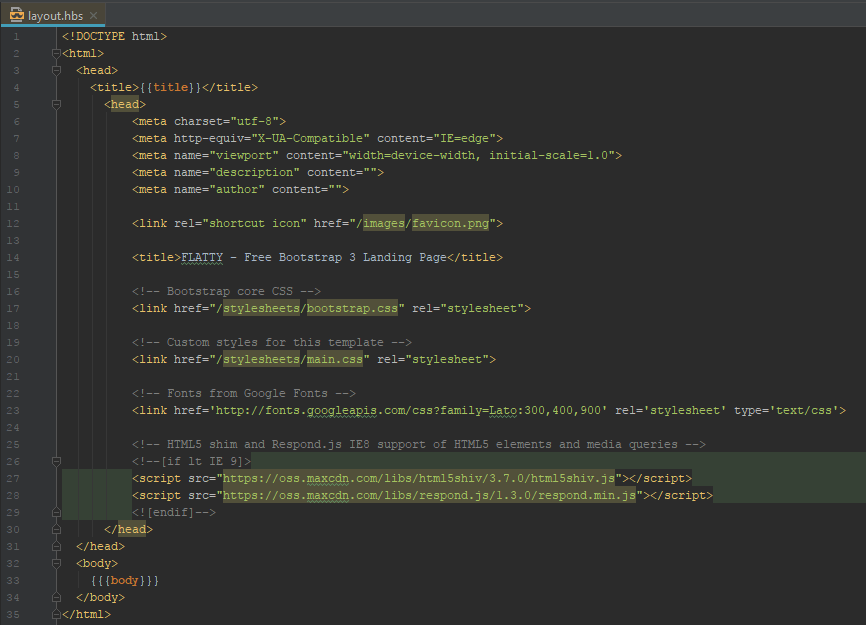 layout.hbs
1 <!DOCTYPE html>
2 <html>
3 <head>
4 <title>{{title}}</title>
5 <head>
6 <meta charset="utf-8">
7 <meta http-equiv="X-UA-Compatible" content="IE=edge">
8 <meta name="viewport" content="width=device-width, initial-scale=1.0">
9 <meta name="description" content="">
10 <meta name="author" content="">
11
12 <link rel="shortcut icon" href="/images/favicon.png">
13
14 <title>FLATTY - Free Bootstrap 3 Landing Page</title>
15
16 <!-- Bootstrap core CSS -->
17 <link href="/stylesheets/bootstrap.css" rel="stylesheet">
18
19 <!-- Custom styles for this template -->
20 <link href="/stylesheets/main.css" rel="stylesheet">
21
22 <!-- Fonts from Google Fonts -->
23 <link href='http://fonts.googleapis.com/css?family=Lato:300,400,900' rel='stylesheet' type='text/css'>
24
25 <!-- HTML5 shim and Respond.js IE8 support of HTML5 elements and media queries -->
26 <!--[if lt IE 9]>
27 <script src="https://oss.maxcdn.com/libs/html5shiv/3.7.0/html5shiv.js"></script>
28 <script src="https://oss.maxcdn.com/libs/respond.js/1.3.0/respond.min.js"></script>
29 <![endif]-->
30 </head>
31 </head>
32 <body>
33 {{{body}}}
34 </body>
35 </html>